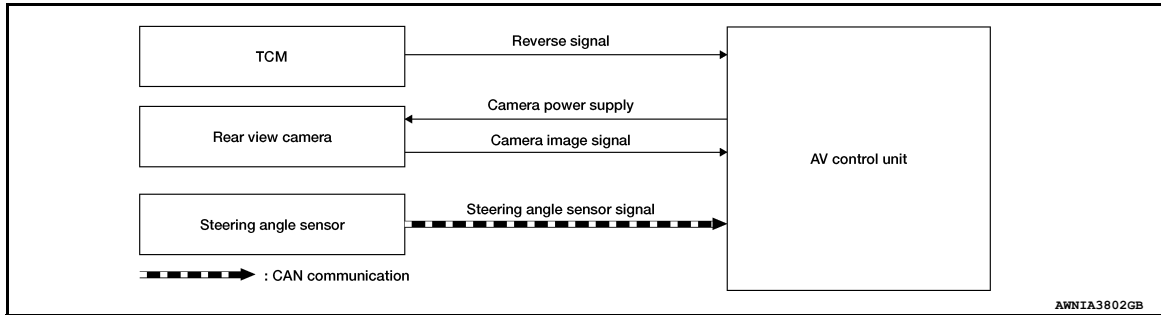 TCM
Reverse signal
Rear view camera
Camera power supply
Camera image signal
AV control unit
Steering angle sensor
Steering angle sensor signal
: CAN communication
AWNIA3802GB